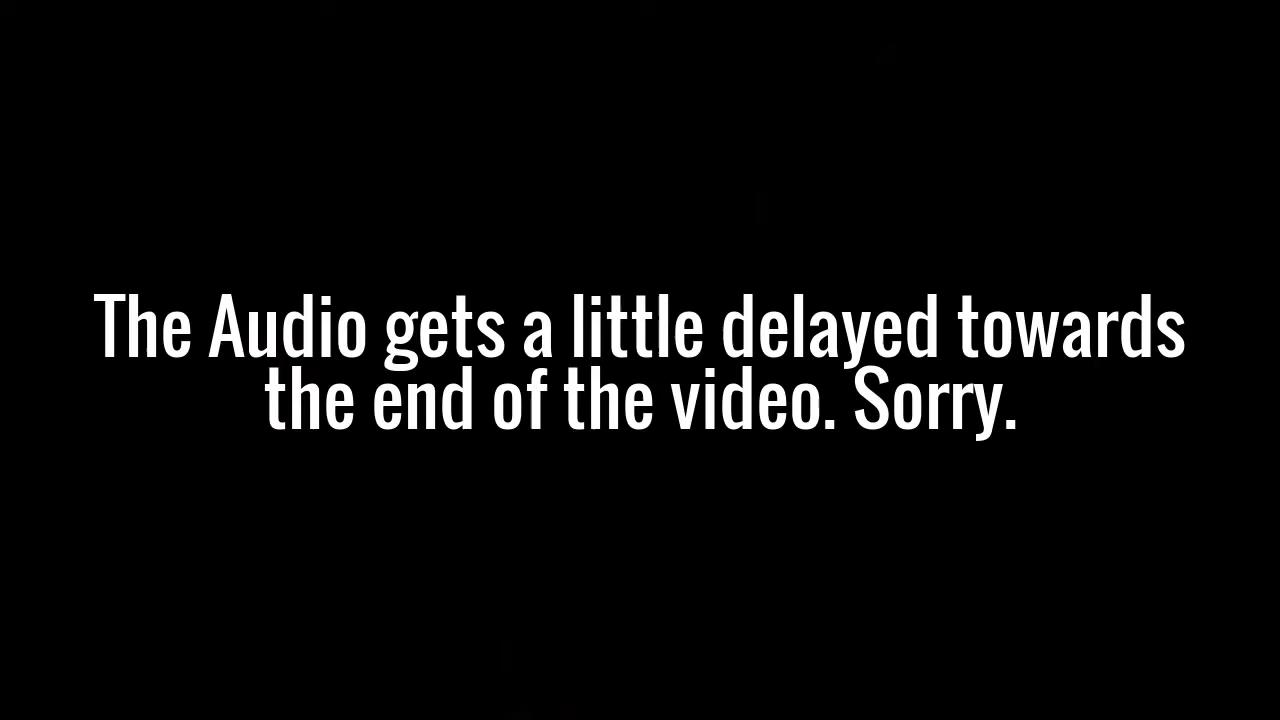 The Audio gets a little delayed towards
the end of the video. Sorry.